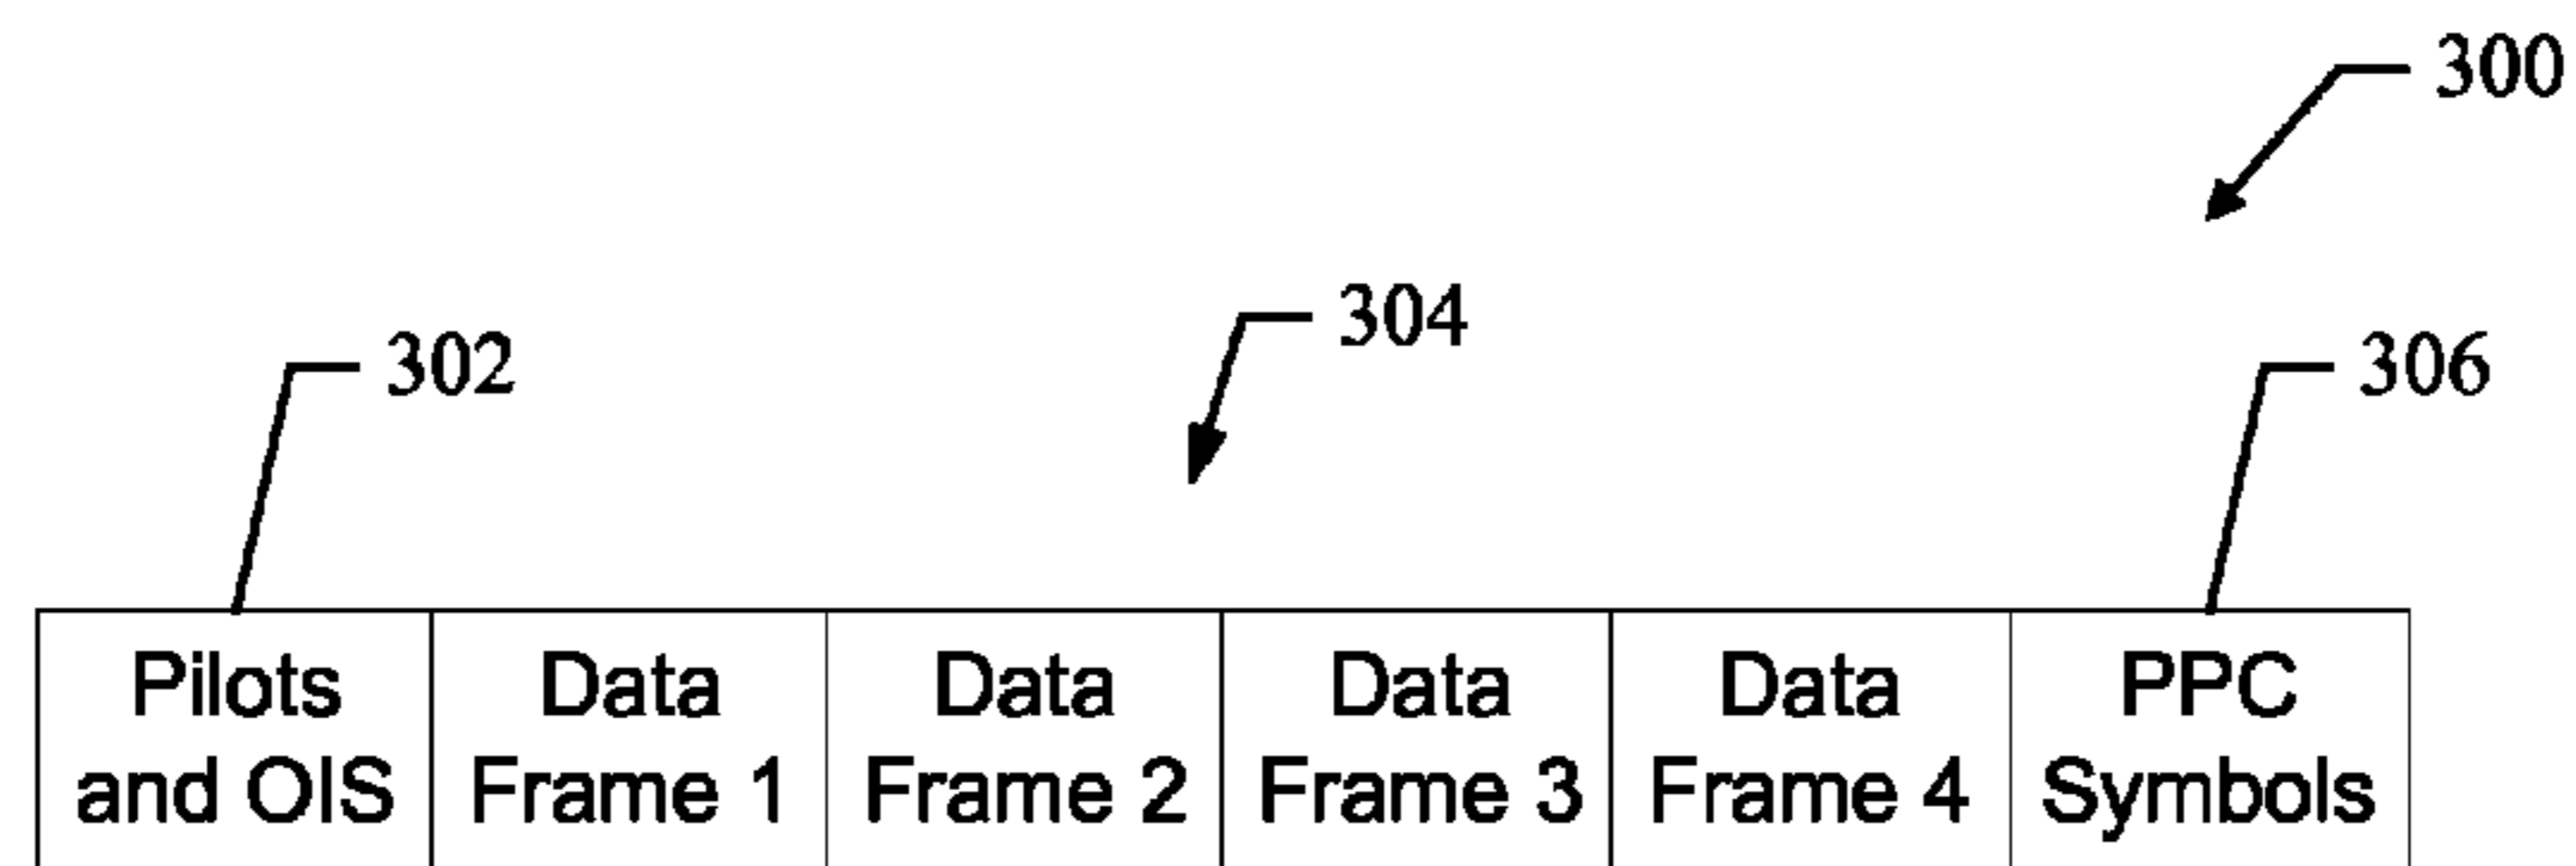 300
304
302
306
Pilots and OIS
Data Frame 1
Data Frame 2
Data Frame 3
Data Frame 4
PPC Symbols